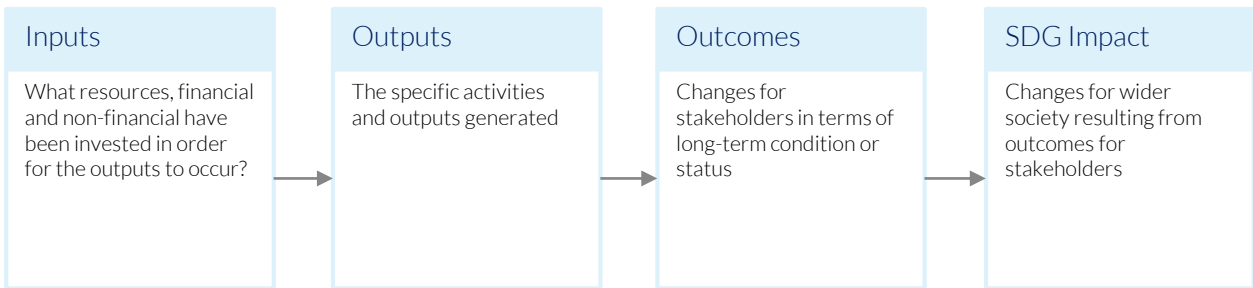 Inputs
What resources, financial
and non-financial have
been invested in order
for the outputs to occur?
Outputs
The specific activities
and outputs generated
Outcomes
Changes for
stakeholders in terms of
long-term condition or
status
SDG Impact
Changes for wider
society resulting from
outcomes for
stakeholders